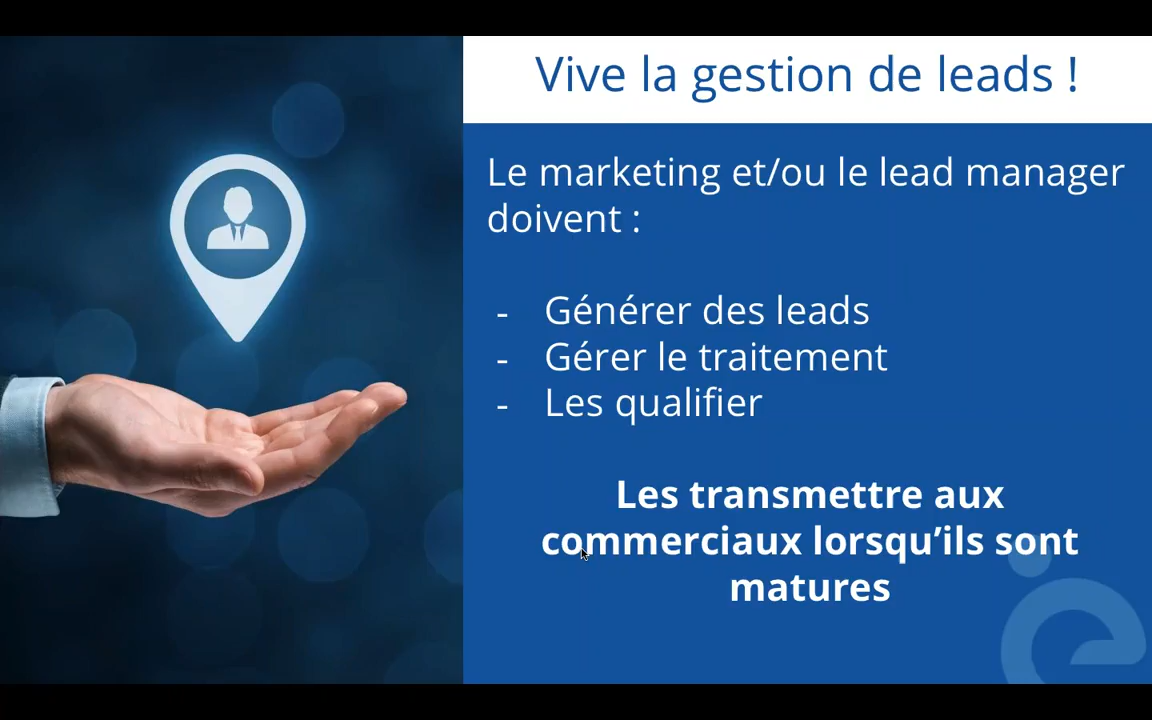 Vive la gestion de leads !
Le marketing et/ou le lead manager
doivent :
- Générer des leads
- Gérer le traitement
- Les qualifier
Les transmettre aux
commerciaux lorsqu’ils sont
matures